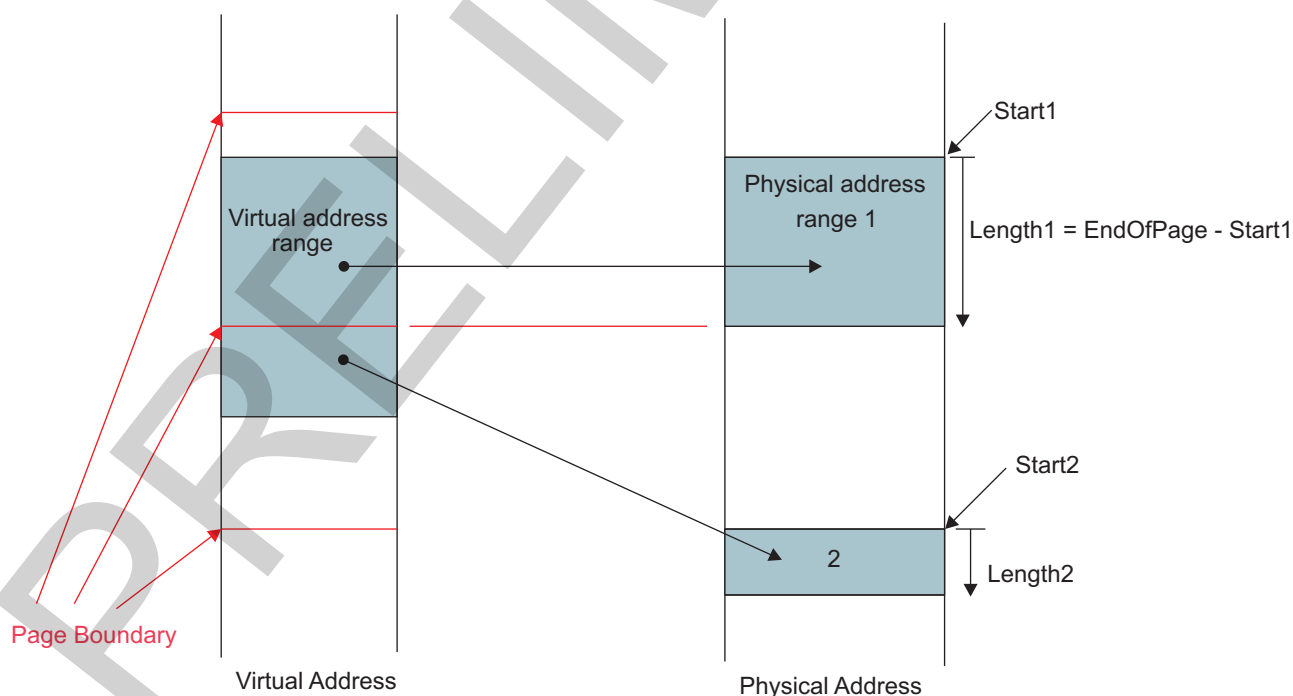 Start1
Physical address
range 1
Virtual address
range
Length1 = EndOfPage - Start1
Start2
2
Length2
Page Boundary
Virtual Address
Physical Address
PRELIM